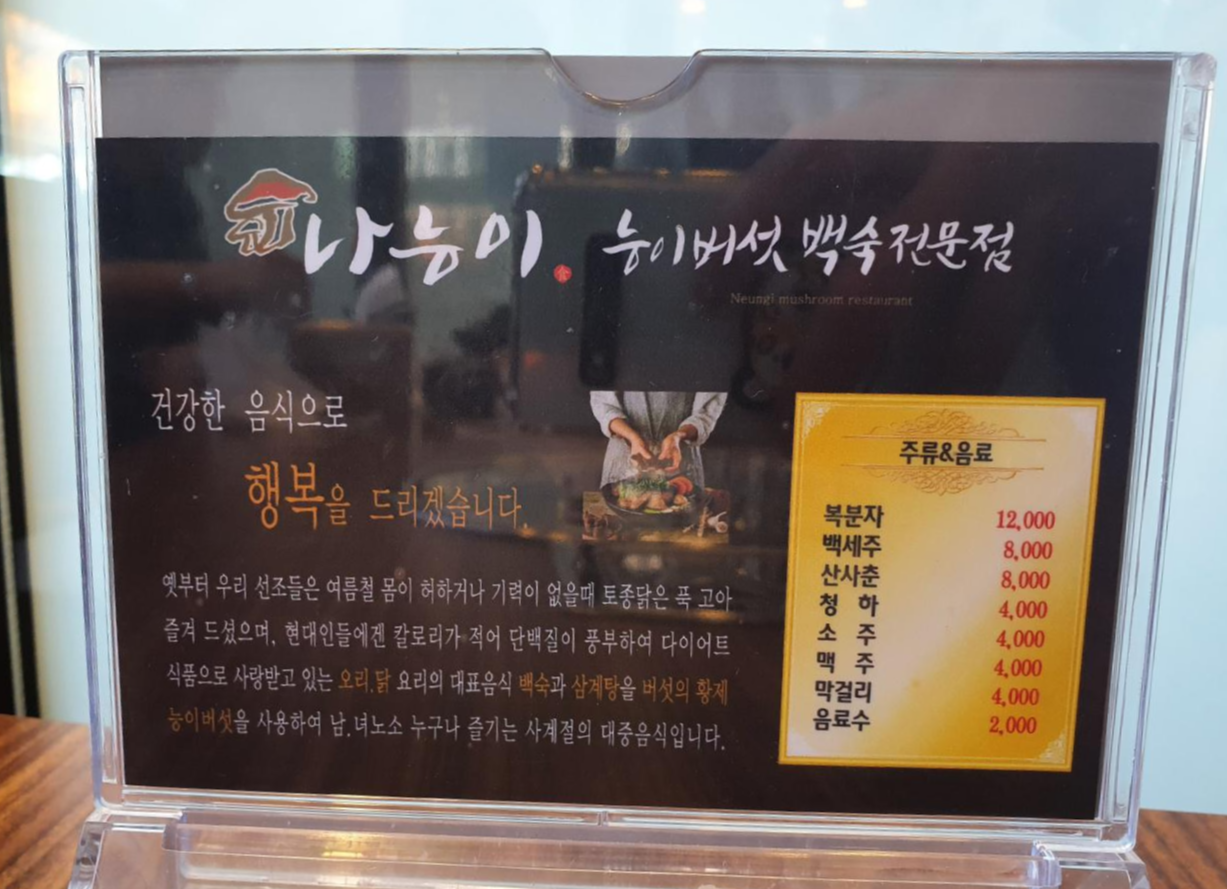 나능이. 능이버섯 백숙전문점
Neungi mushroom restaurant
건강한 음식으로
행복을 드리겠습니다.
옛부터 우리 선조들은 여름철 몸이 허하거나 기력이 없을때 토종닭은 푹 고아
즐겨 드셨으며, 현대인들에겐 칼로리가 적어 단백질이 풍부하여 다이어트
식품으로 사랑받고 있는 오리.닭 요리의 대표음식 백숙과 삼계탕을 버섯의 황제
능이버섯을 사용하여 남.녀노소 누구나 즐기는 사계절의 대중음식입니다.
주류&음료
복분자 12,000
백세주 8,000
산사춘 8,000
청 하 4,000
소 주 4,000
맥 주 4,000
막걸리 4,000
음료수 2,000